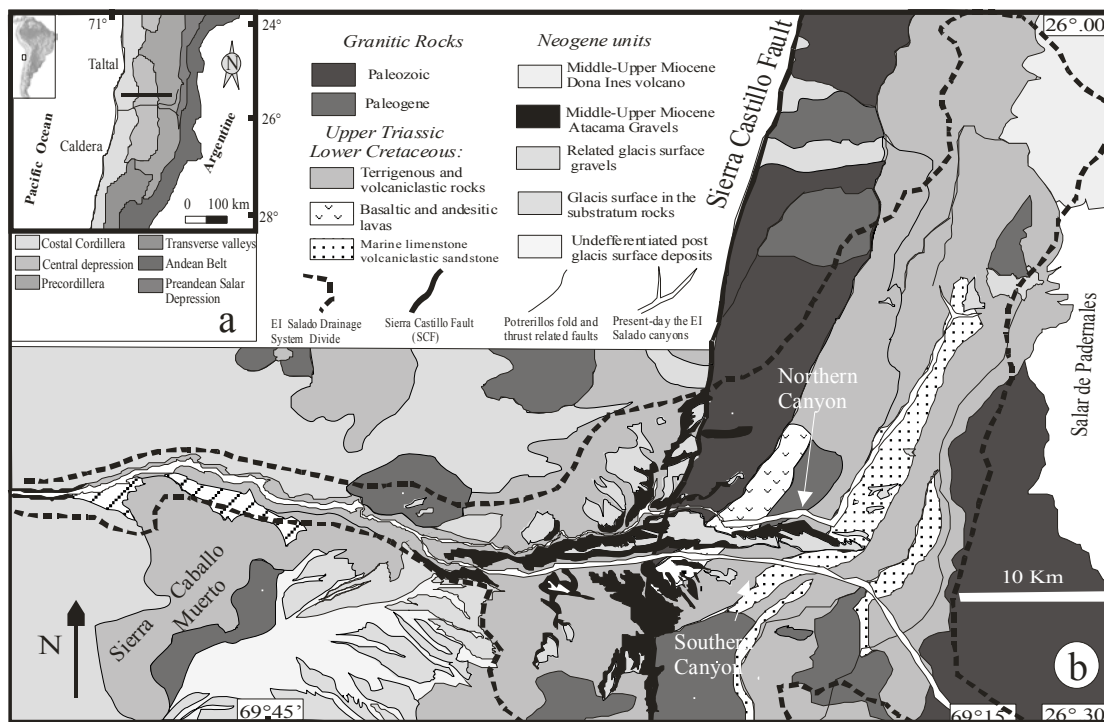 71°
24°
Taltal
N
26°
Caldera
Pacific Ocean
Argentine
0 100 km
28°
Costal Cordillera
Central depression
Precordillera
Transverse valleys
Andean Belt
Preandean Salar
Depression
a
Granitic Rocks
Paleozoic
Paleogene
Upper Triassic
Lower Cretaceous:
Terrigenous and
volcaniclastic rocks
Basaltic and andesitic
lavas
Marine limenstone
volcaniclastic sandstone
Neogene units
Middle-Upper Miocene
Dona Ines volcano
Middle-Upper Miocene
Atacama Gravels
Related glacis surface
gravels
Glacis surface in the
substratum rocks
Undefferentiated post
glacis surface deposits
EI Salado Drainage
System Divide
Sierra Castillo Fault
(SCF)
Potrerillos fold and
thrust related faults
Present-day the EI
Salado canyons
Sierra Castillo Fault
26°.00
Salar de Padernales
Northern
Canyon
Southern
Canyon
Sierra Caballo
Muerto
N
10 Km
b
69°45'
69°15'
26°30